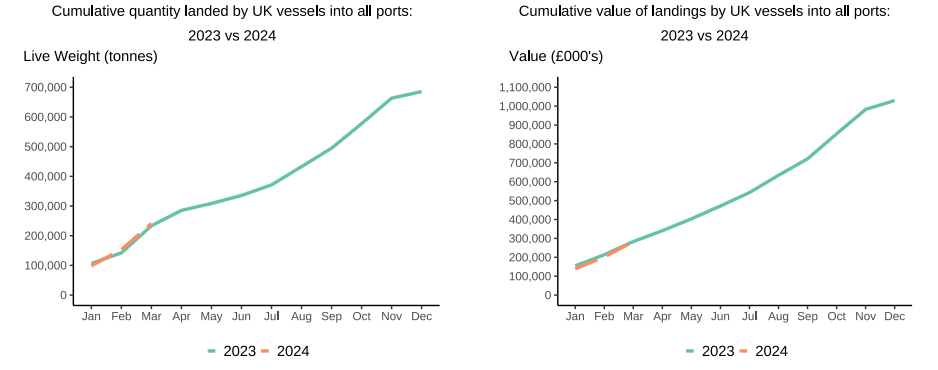 Cumulative quantity landed by UK vessels into all ports:
2023 vs 2024
Live Weight (tonnes)
700,000
600,000
500,000
400,000
300,000
200,000
100,000
0
Jan Feb Mar Apr May Jun Jul Aug Sep Oct Nov Dec
2023 2024
Cumulative value of landings by UK vessels into all ports:
2023 vs 2024
Value (£000's)
1,100,000
1,000,000
900,000
800,000
700,000
600,000
500,000
400,000
300,000
200,000
100,000
0
Jan Feb Mar Apr May Jun Jul Aug Sep Oct Nov Dec
2023 2024